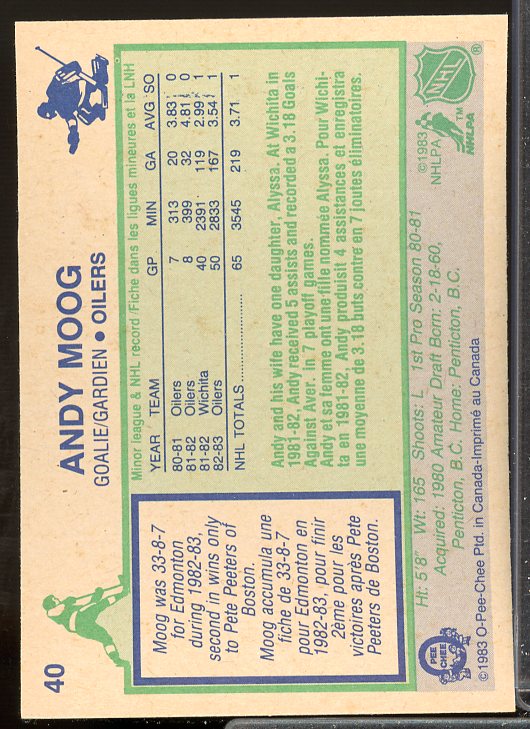 40
ANDY MOOG
GOALIE/GARDIEN • OILERS
Moog was 33-8-7
for Edmonton
during 1982-83,
second in wins only
to Pete Peeters of
Boston.
Moog accumula une
fiche de 33-8-7
pour Edmonton en
1982-83, pour finir
2ème pour les
victoires après Pete
Peeters de Boston.
Minor league & NHL record/Fiche dans les ligues mineures et la LNH
YEAR TEAM GP MIN GA AVG SO
80-81 Oilers 7 313 20 3.83 0
81-82 Oilers 8 399 32 4.81 0
81-82 Wichita 40 2391 119 2.99 1
82-83 Oilers 50 2833 167 3.54 1
NHL TOTALS 65 3545 219 3.71 1
Andy and his wife have one daughter, Alyssa. At Wichita in
1981-82, Andy received 5 assists and recorded a 3.18 Goals
Against Aver. in 7 playoff games.
Andy et sa femme ont une fille nommée Alyssa. Pour Wichi-
ta en 1981-82, Andy produisit 4 assistances et enregistra
une moyenne de 3.18 buts contre en 7 joutes éliminatoires.
Ht: 5'8" Wt: 165 Shoots: L 1st Pro Season 80-81
Acquired: 1980 Amateur Draft Born: 2-18-60,
Penticton, B.C. Home: Penticton, B.C.
O PEE CHEE
© 1983 O-Pee-Chee Ptd. in Canada-Imprimé au Canada
©1983
NHLPA
NHLPA
TM
NHL
®